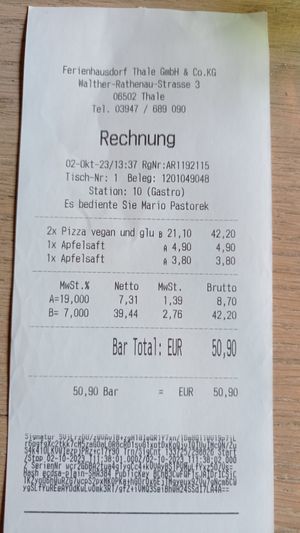 Ferienhausdorf Thale GmbH & Co.KG
Walther-Rathenau-Strasse 3
06502 Thale
Tel. 03947 / 689 090
Rechnung
02-Okt-23/13:37 RgNr:AR1192115
Tisch-Nr: 1 Beleg: 1201049048
Station: 10 (Gastro)
Es bediente Sie Mario Pastorek
2x Pizza vegan und glu B 21,10 42,20
1x Apfelsaft A 4,90 4,90
1x Apfelsaft A 3,80 3,80
MwSt.% Netto MwSt. Brutto
A=19,000 7,31 1,39 8,70
B= 7,000 39,44 2,76 42,20
Bar Total: EUR 50,90
50,90 Bar = EUR 50,90